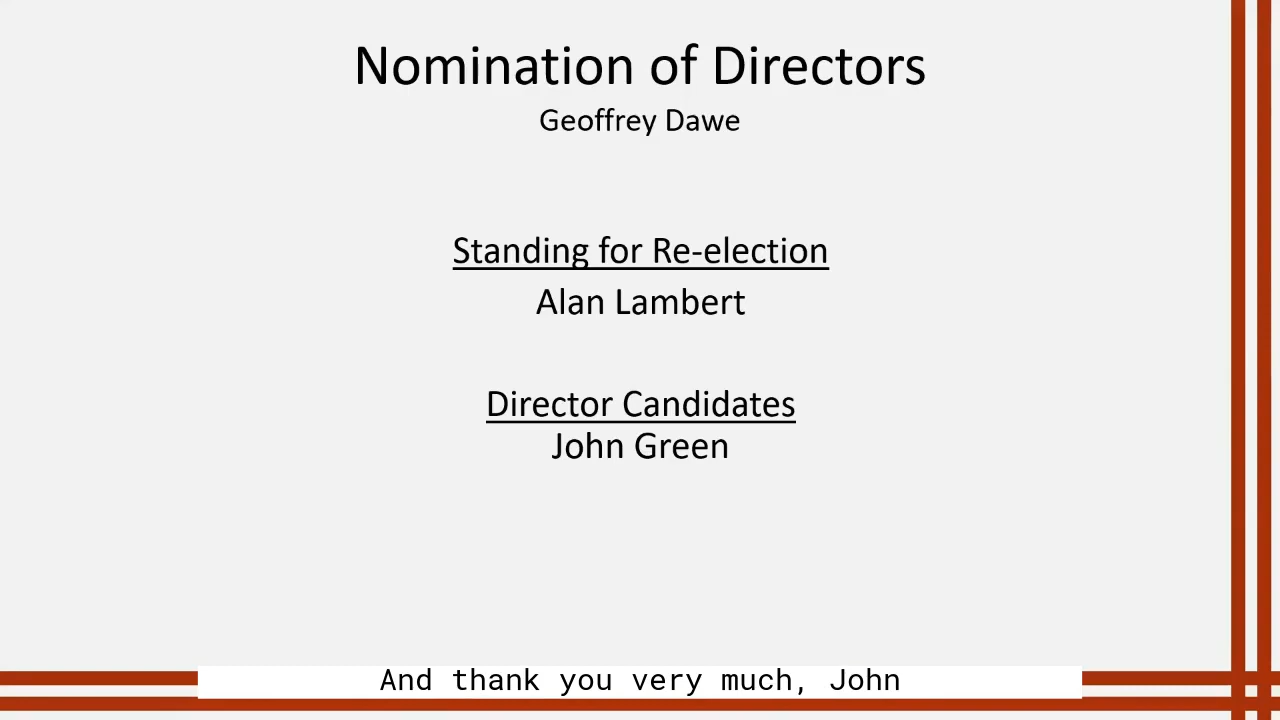 Nomination of Directors
Geoffrey Dawe
Standing for Re-election
Alan Lambert
Director Candidates
John Green
And thank you very much, John